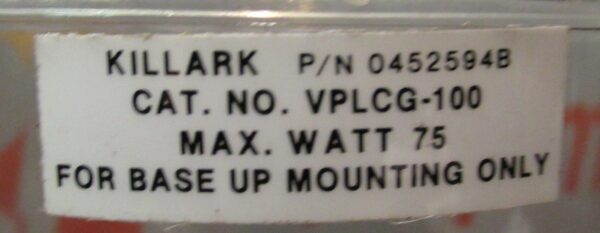 KILLARK P/N 0452594B
CAT. NO. VPLCG-100
MAX. WATT 75
FOR BASE UP MOUNTING ONLY